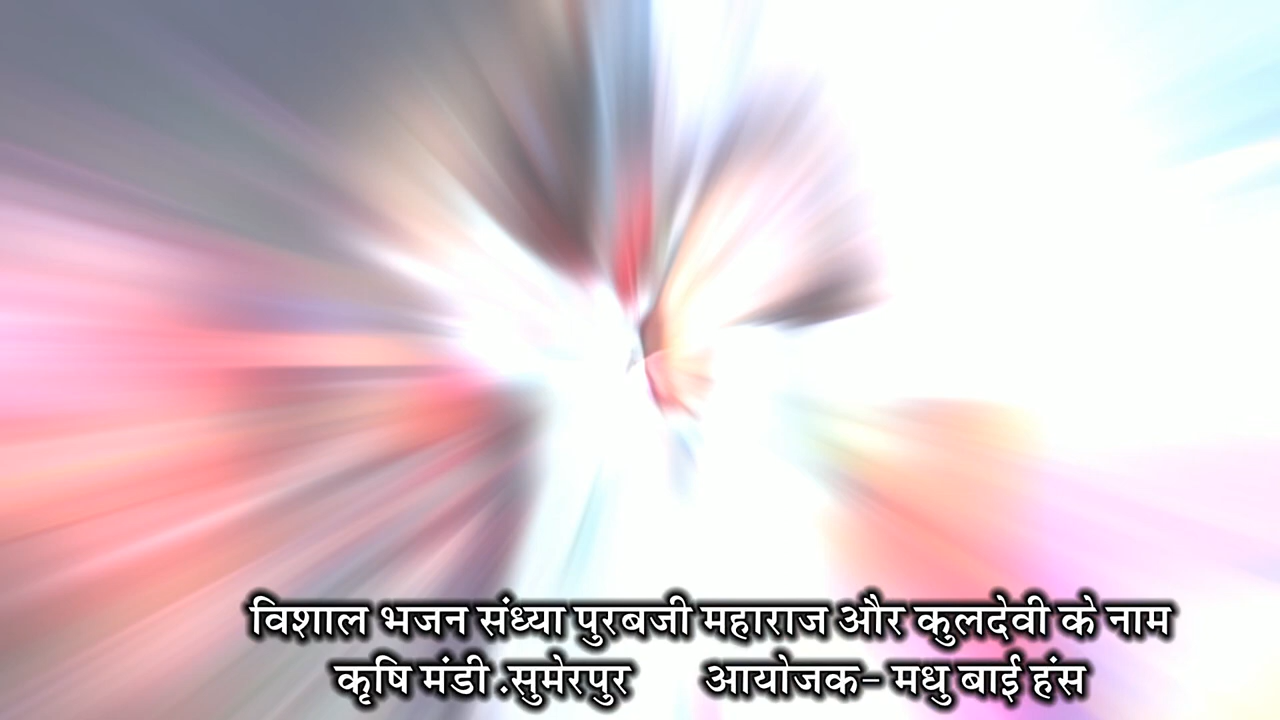 विशाल भजन संध्या पुरबजी महाराज और कुलदेवी के नाम
कृषि मंडी .सुमेरपुर आयोजक- मधु बाई हंस